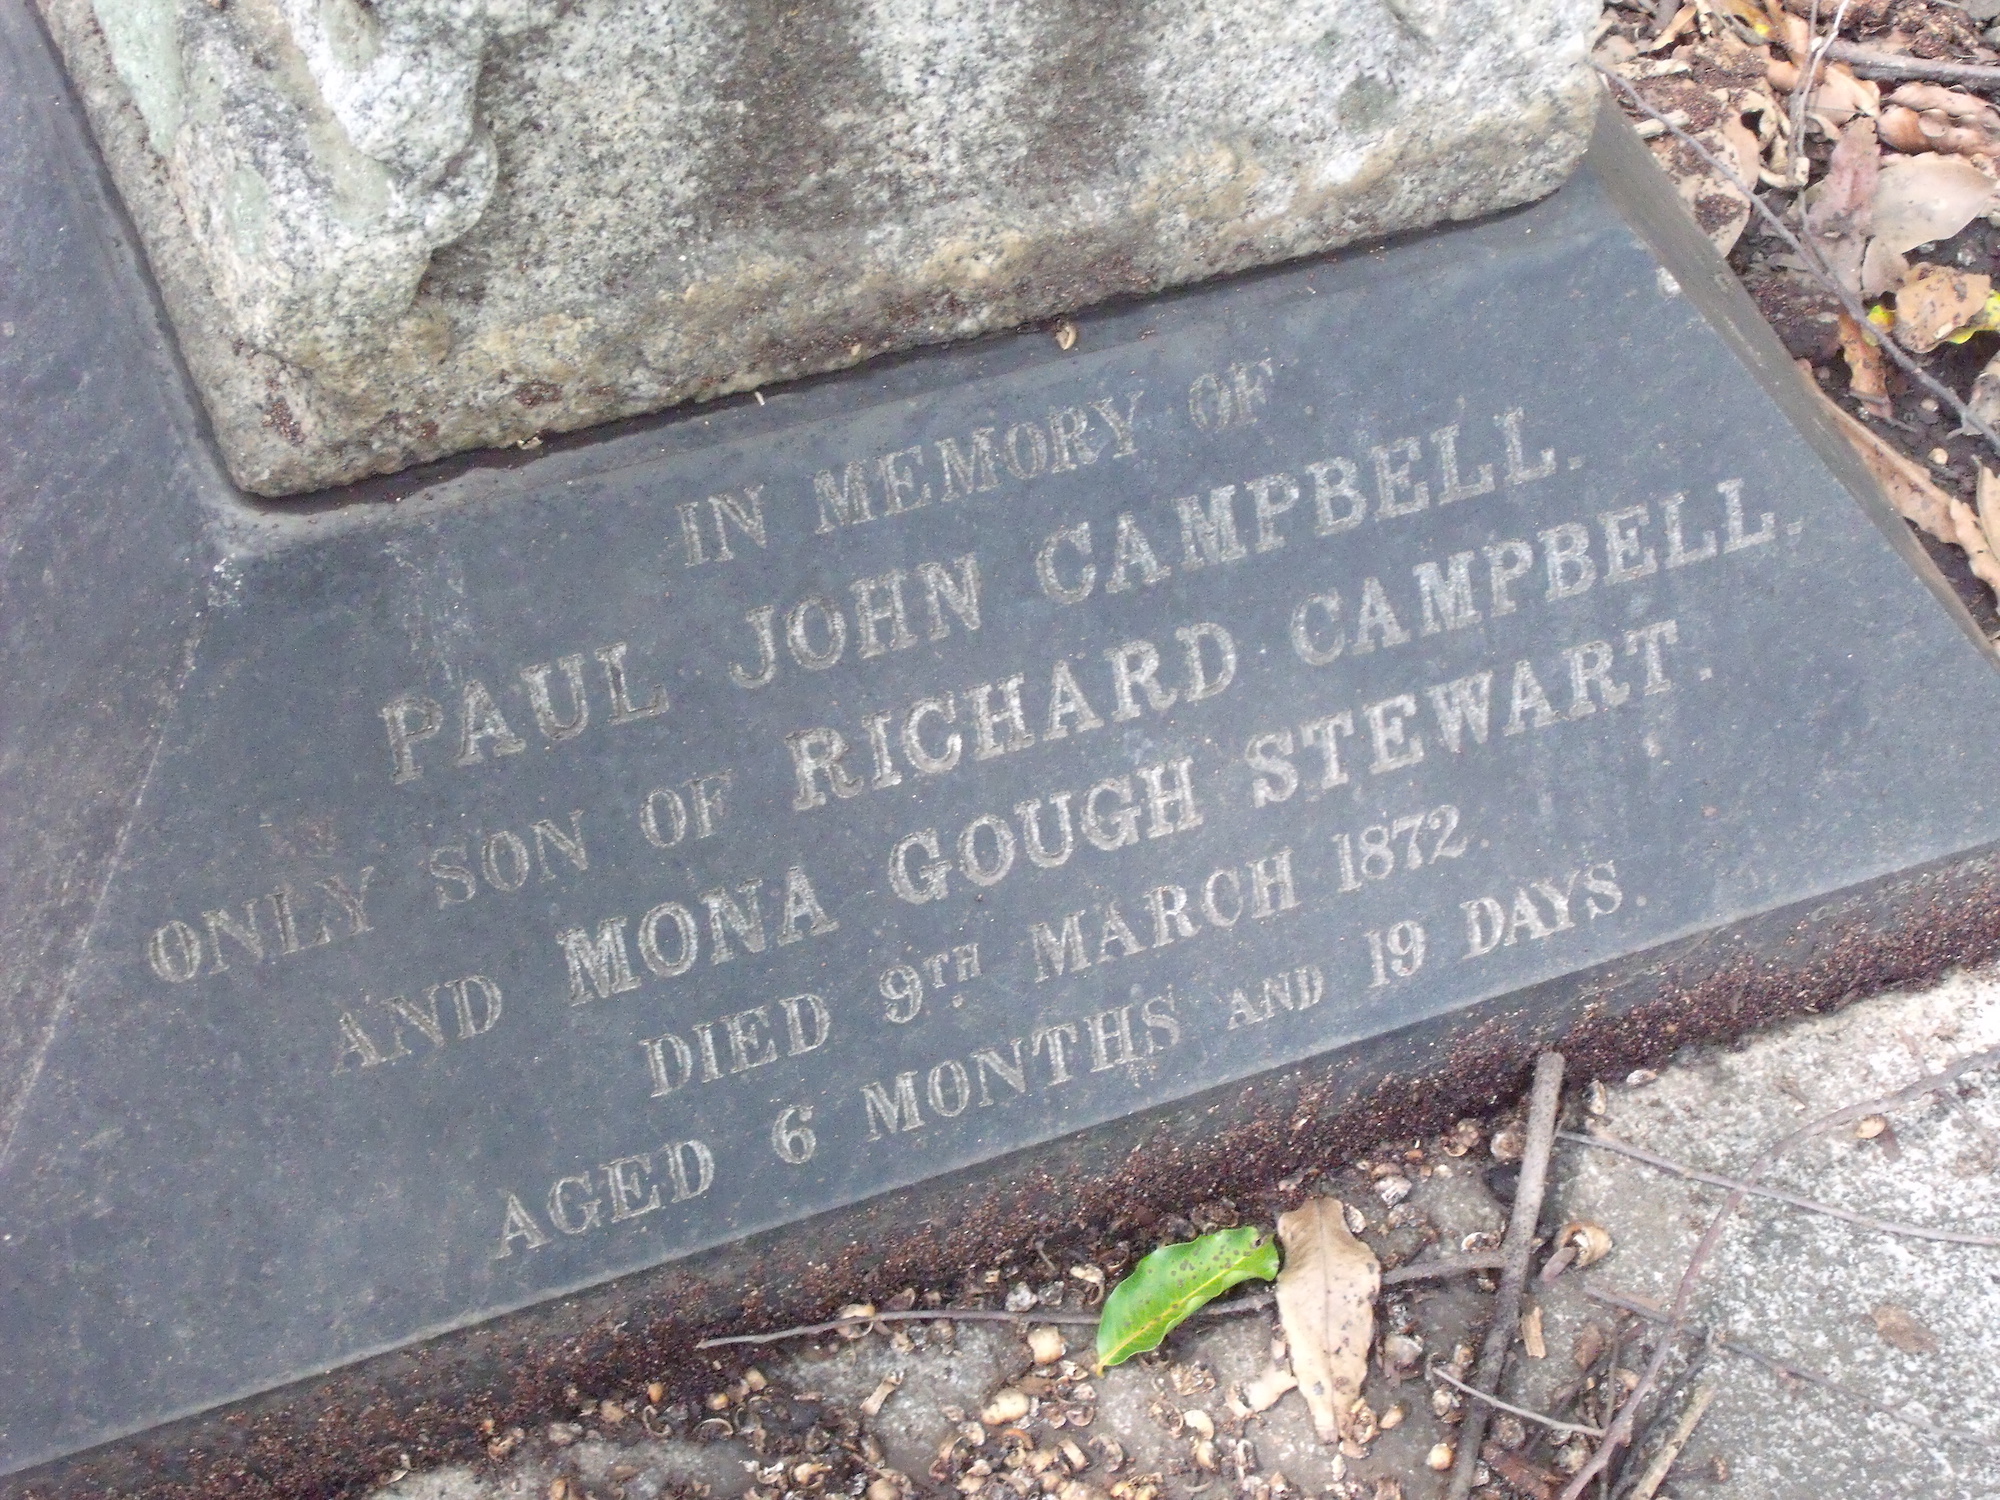 IN MEMORY OF
PAUL JOHN CAMPBELL.
ONLY SON OF RICHARD CAMPBELL.
AND MONA GOUGH STEWART.
DIED 9TH MARCH 1872.
AGED 6 MONTHS AND 19 DAYS.